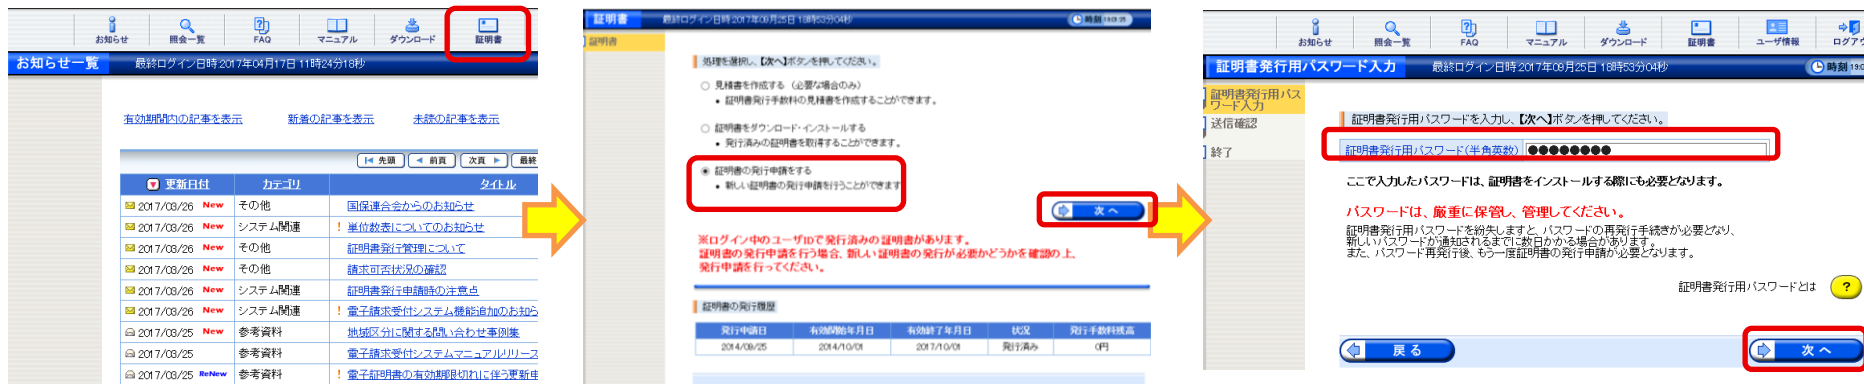 お知らせ
照会一覧
FAQ
マニュアル
ダウンロード
証明書
お知らせ一覧
最終ログイン日時:2017年04月17日 11時24分18秒
有効期間内の記事を表示
新着の記事を表示
未読の記事を表示
先頭
前頁
次頁
最終
更新日付 カテゴリ タイトル
2017/03/26 New その他 国保連合会からのお知らせ
2017/03/26 New システム関連 ! 単位数表についてのお知らせ
2017/03/26 New その他 証明書発行管理について
2017/03/26 New その他 請求可否状況の確認
2017/03/26 New システム関連 証明書発行申請時の注意点
2017/03/26 New システム関連 ! 電子請求受付システム機能追加のお知ら
2017/03/25 New 参考資料 地域区分に関する問い合わせ事例集
2017/03/25 参考資料 電子請求受付システムマニュアルリリース
2017/03/25 ReNew 参考資料 ! 電子証明書の有効期限切れに伴う更新申
証明書
最終ログイン日時:2017年09月25日 18時53分04秒
時刻
証明書
処理を選択し、【次へ】ボタンを押してください。
見積書を作成する (必要な場合のみ)
• 証明書発行手数料の見積書を作成することができます。
証明書をダウンロード・インストールする
• 発行済みの証明書を取得することができます。
証明書の発行申請をする
• 新しい証明書の発行申請を行うことができます
次へ
※ログイン中のユーザIDで発行済みの証明書があります。
証明書の発行申請を行う場合、新しい証明書の発行が必要かどうかを確認の上、
発行申請を行ってください。
証明書の発行履歴
発行申請日 有効開始年月日 有効終了年月日 状況 発行手数料残高
2014/09/25 2014/10/01 2017/10/01 発行済み 0円
お知らせ
照会一覧
FAQ
マニュアル
ダウンロード
証明書
ユーザ情報
ログアウ
証明書発行用パスワード入力
最終ログイン日時:2017年09月25日 18時53分04秒
時刻
証明書発行用パス
ワード入力
送信確認
終了
証明書発行用パスワードを入力し、【次へ】ボタンを押してください。
証明書発行用パスワード(半角英数) ●●●●●●●●
ここで入力したパスワードは、証明書をインストールする際にも必要となります。
パスワードは、厳重に保管し、管理してください。
証明書発行用パスワードを紛失しますと、パスワードの再発行手続きが必要となり、
新しいパスワードが通知されるまでに数日かかる場合があります。
また、パスワード再発行後、もう一度証明書の発行申請が必要となります。
証明書発行用パスワードとは ?
戻る
次へ